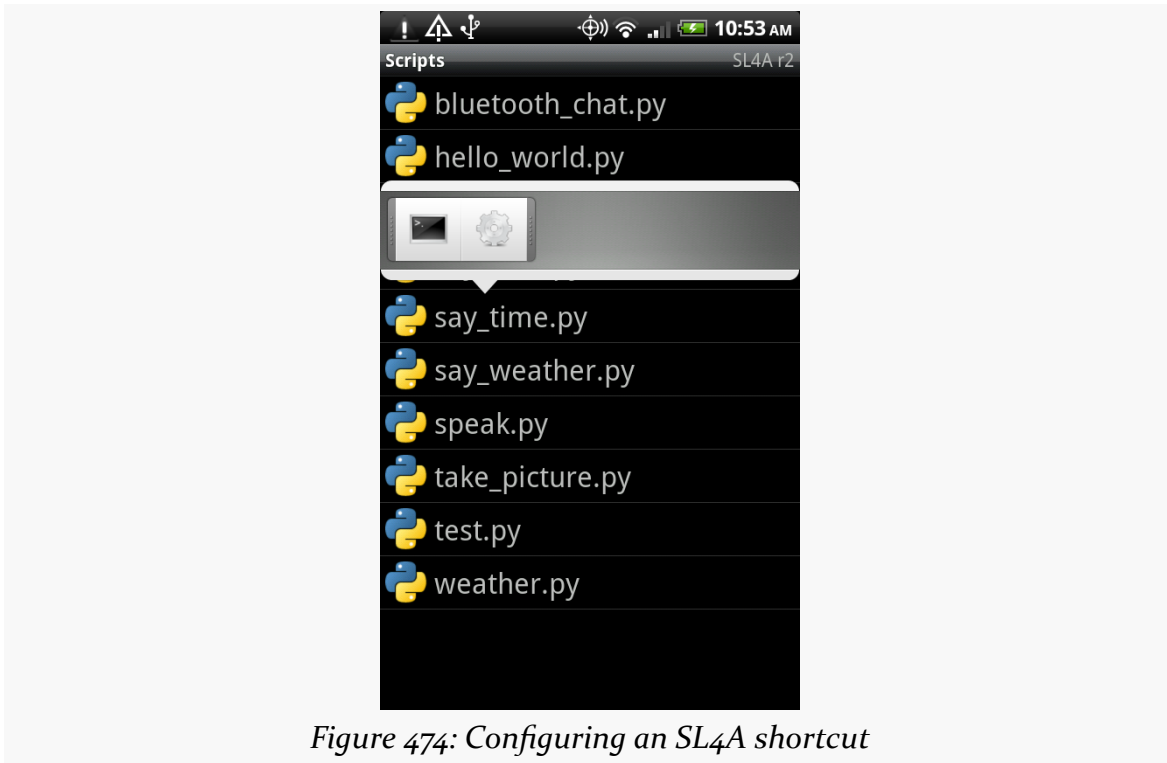 10:53 AM
Scripts SL4A r2
bluetooth_chat.py
hello_world.py
>_
say_time.py
say_weather.py
speak.py
take_picture.py
test.py
weather.py
Figure 474: Configuring an SL4A shortcut